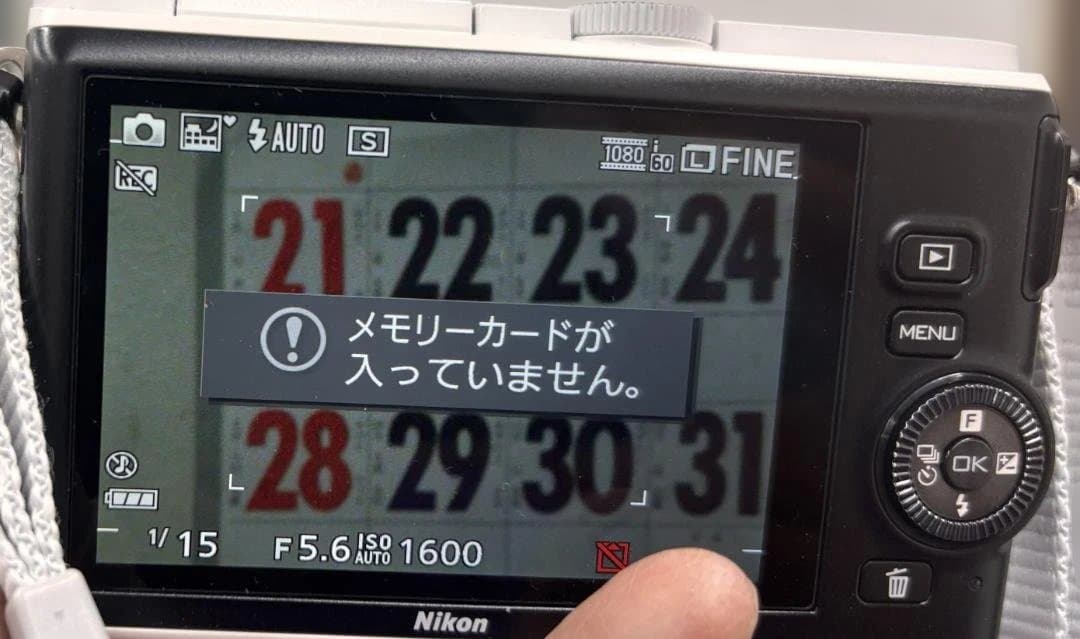 AUTO S 1080 i 60 L FINE
REC
21 22 23 24
メモリーカードが
入っていません。
28 29 30 31
1/15 F5.6 ISO AUTO 1600
MENU
F
OK
Nikon